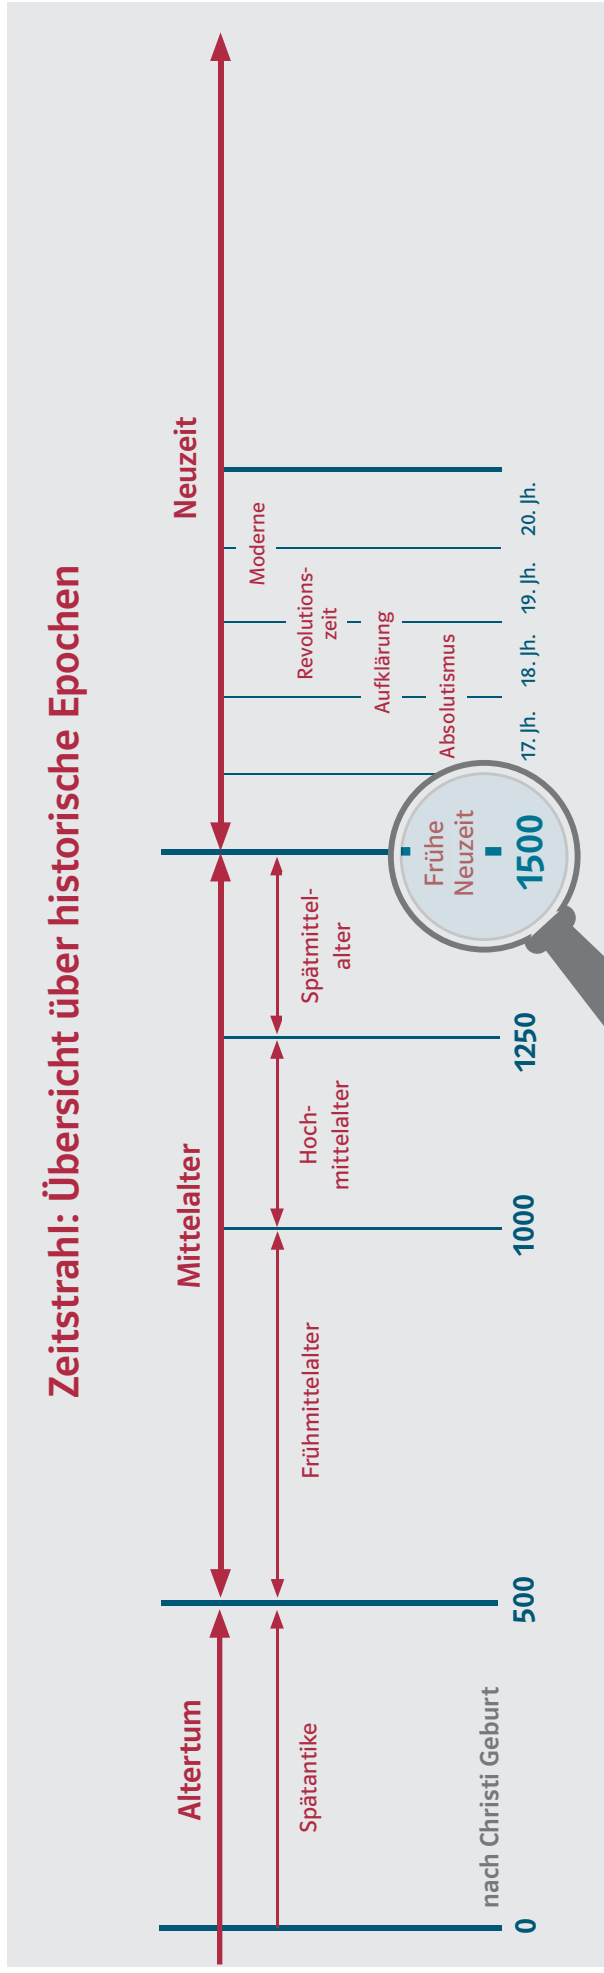 Zeitstrahl: Übersicht über historische Epochen
Altertum
Mittelalter
Neuzeit
Spätantike
Frühmittelalter
Hoch-
mittelalter
Spätmittel-
alter
Frühe
Neuzeit
Absolutismus
Aufklärung
Revolutions-
zeit
Moderne
nach Christi Geburt
0
500
1000
1250
1500
17. Jh.
18. Jh.
19. Jh.
20. Jh.